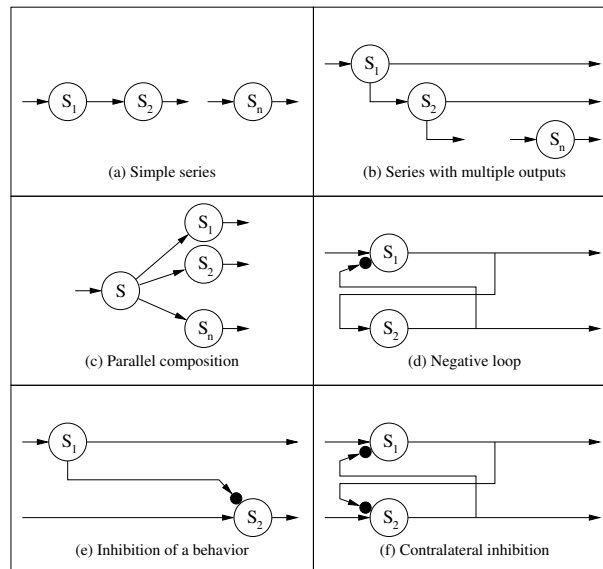 S1 S2 Sn
(a) Simple series
S1
S2
Sn
(b) Series with multiple outputs
S1
S S2
Sn
(c) Parallel composition
S1
S2
(d) Negative loop
S1
S2
(e) Inhibition of a behavior
S1
S2
(f) Contralateral inhibition